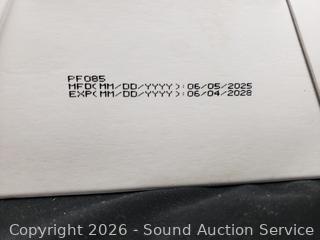 PF085
MFD(MM/DD/YYYY):06/05/2025
EXP(MM/DD/YYYY):06/04/2028
Copyright 2026 - Sound Auction Service